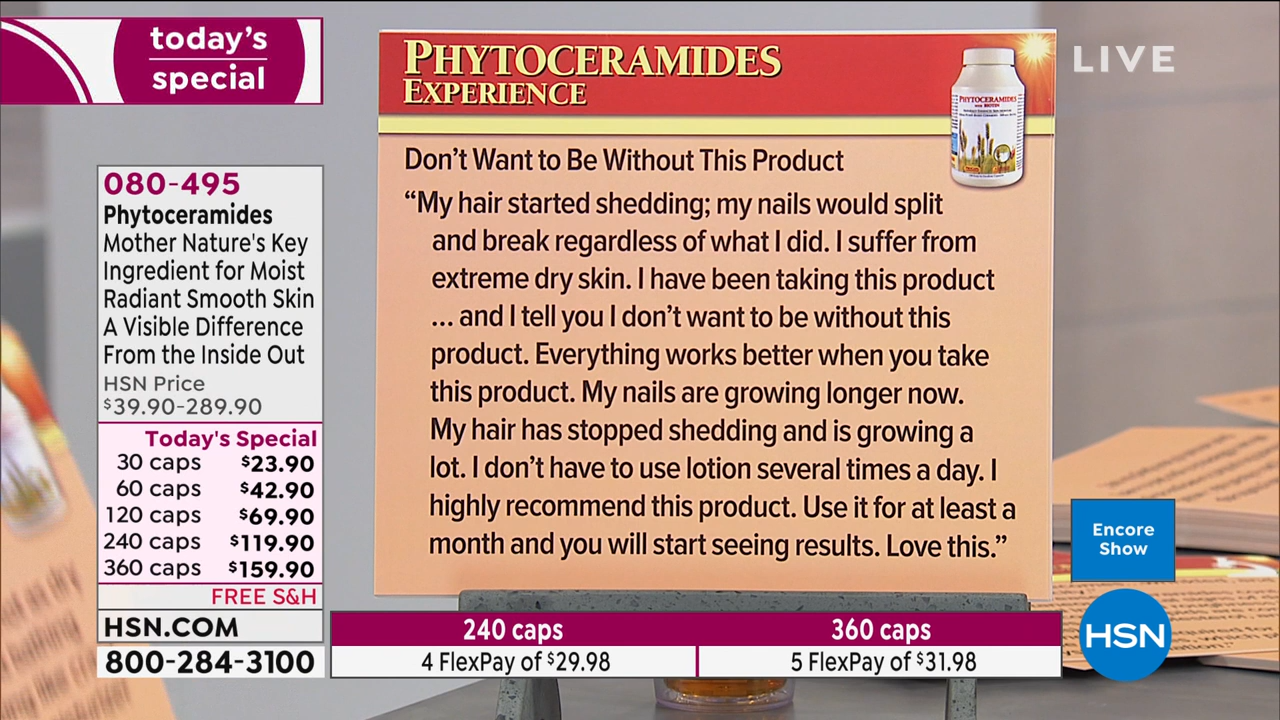 today's
special
080-495
Phytoceramides
Mother Nature's Key
Ingredient for Moist
Radiant Smooth Skin
A Visible Difference
From the Inside Out
HSN Price
$39.90-289.90
Today's Special
30 caps $23.90
60 caps $42.90
120 caps $69.90
240 caps $119.90
360 caps $159.90
FREE S&H
HSN.COM
800-284-3100
PHYTOCERAMIDES
EXPERIENCE
PHYTOCERAMIDES
WITH BIOTIN
Don't Want to Be Without This Product
“My hair started shedding; my nails would split
and break regardless of what I did. I suffer from
extreme dry skin. I have been taking this product
... and I tell you I don't want to be without this
product. Everything works better when you take
this product. My nails are growing longer now.
My hair has stopped shedding and is growing a
lot. I don't have to use lotion several times a day. I
highly recommend this product. Use it for at least a
month and you will start seeing results. Love this.”
LIVE
Encore
Show
HSN
240 caps 360 caps
4 FlexPay of $29.98 5 FlexPay of $31.98